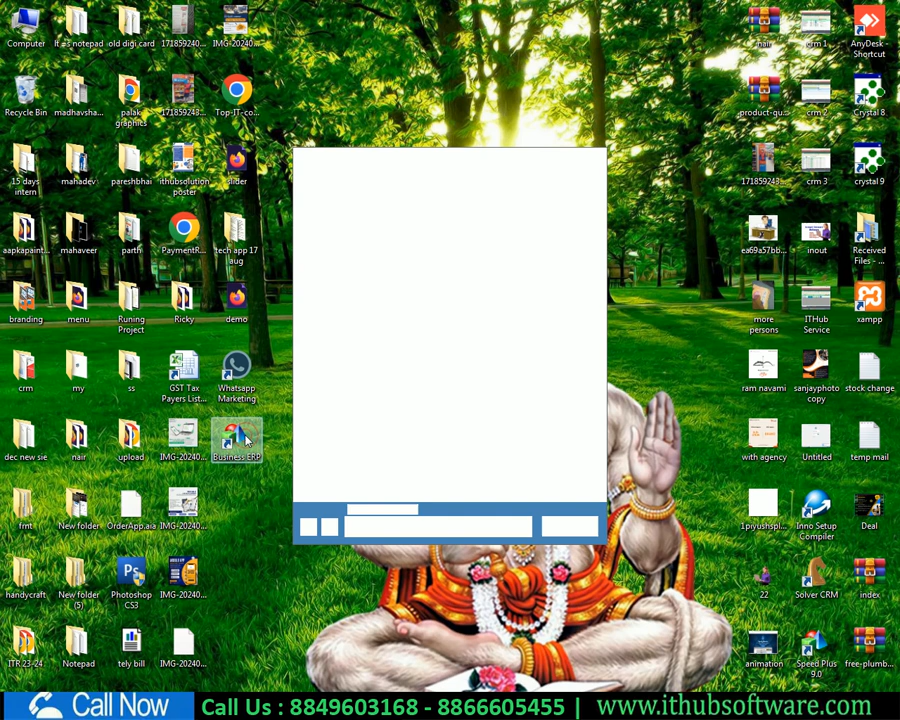 Computer
old digi card
171859240...
IMG-20240...
Recycle Bin
madhavsha...
palak
graphics
171859243...
Top-IT-co...
15 days
intern
mahadev
pareshbhai
ithubsolution
poster
slider
aapkapaint...
mahaveer
parth
PaymentR...
tech app 17
aug
branding
menu
Runing
Project
Ricky
demo
crm
my
ss
GST Tax
Payers List...
Whatsapp
Marketing
dec new sie
nair
upload
IMG-20240...
Business ERP
frnt
New folder
OrderApp.aia
IMG-20240...
handycraft
New folder
(5)
Photoshop
CS3
IMG-20240...
ITR 23-24
Notepad
tely bill
IMG-20240...
nair
crm 1
AnyDesk -
Shortcut
product-qu...
crm 2
Crystal 8
171859243...
crm 3
crystal 9
ea69a57bb...
inout
Received
Files - ...
more
persons
ITHub
Service
xampp
ram navami
sanjayphoto
copy
stock change
with agency
Untitled
temp mail
1piyushspl...
Inno Setup
Compiler
Deal
22
Solver CRM
index
animation
Speed Plus
9.0
free-plumb...
Call Now
Call Us : 8849603168 - 8866605455 | www.ithubsoftware.com